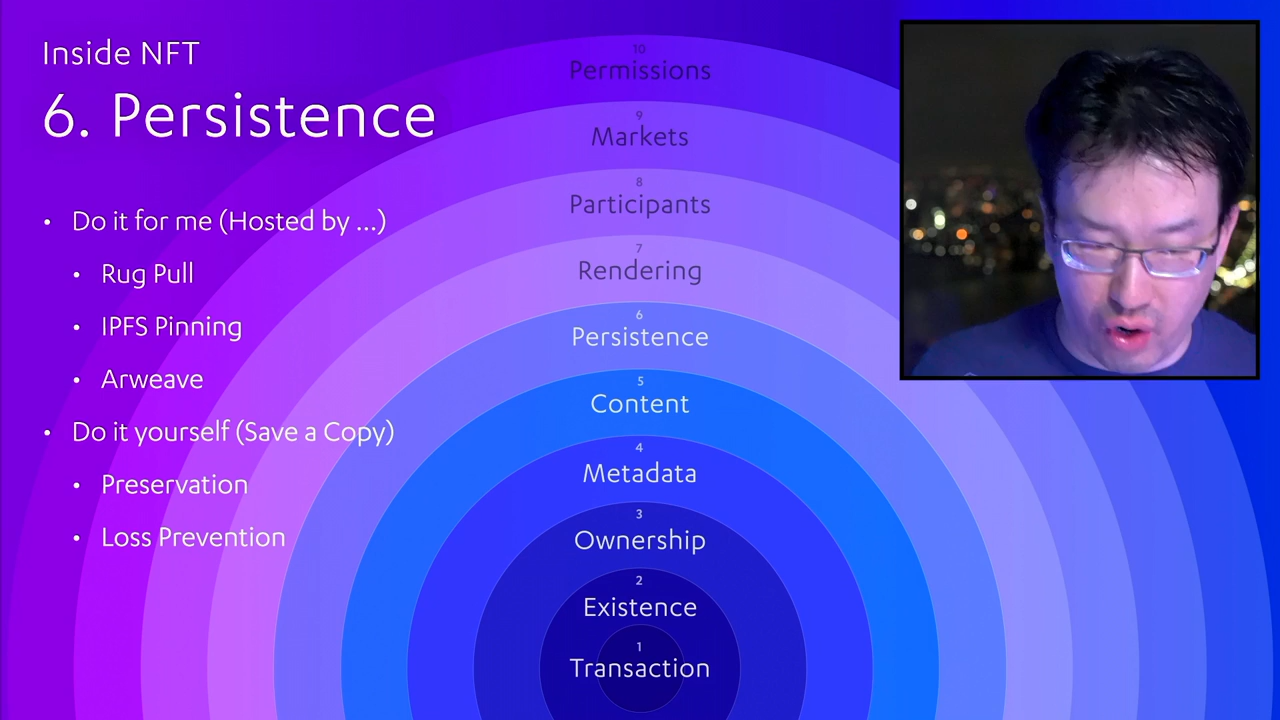 Inside NFT
6. Persistence
• Do it for me (Hosted by ...)
• Rug Pull
• IPFS Pinning
• Arweave
• Do it yourself (Save a Copy)
• Preservation
• Loss Prevention
10
Permissions
9
Markets
8
Participants
7
Rendering
6
Persistence
5
Content
4
Metadata
3
Ownership
2
Existence
1
Transaction